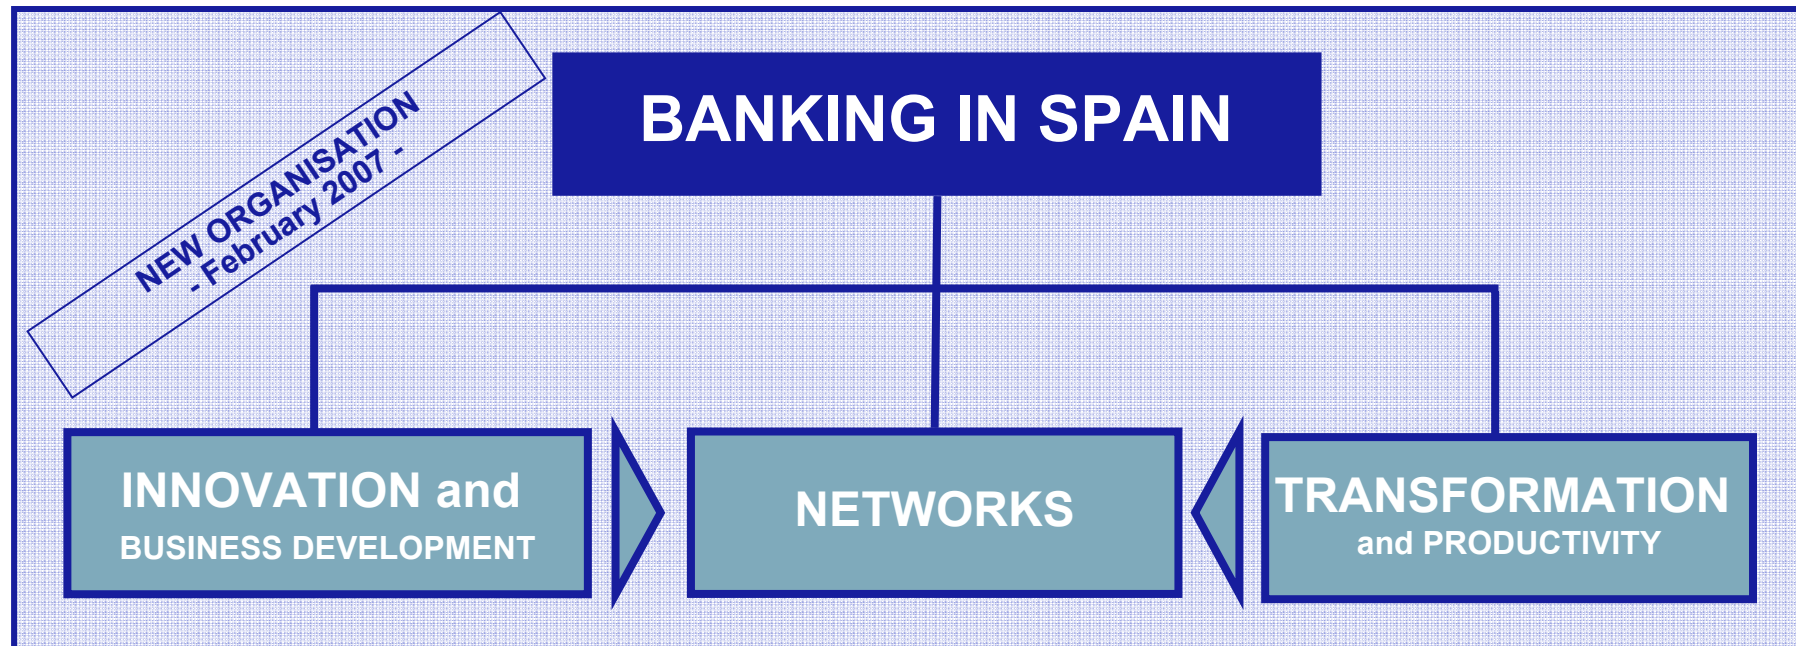 NEW ORGANISATION
- February 2007 -
BANKING IN SPAIN
INNOVATION and
BUSINESS DEVELOPMENT
NETWORKS
TRANSFORMATION
and PRODUCTIVITY